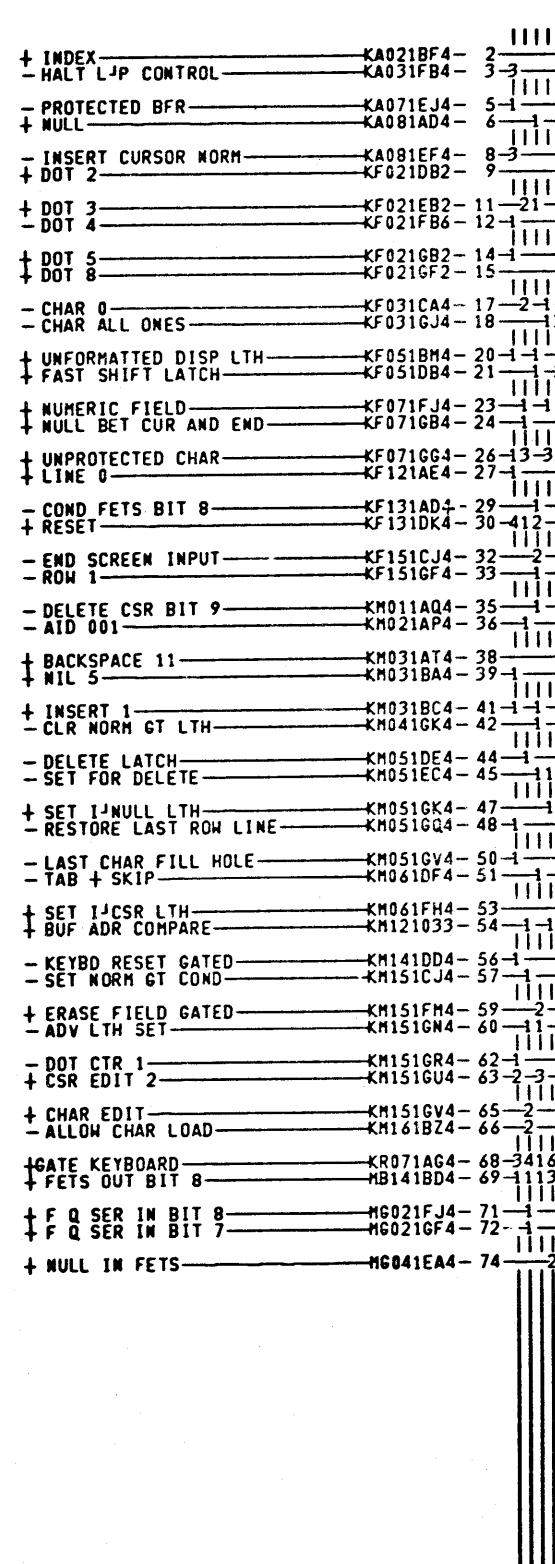 + INDEX KA021BF4- 2
- HALT L-P CONTROL KA031FB4- 3-3
- PROTECTED BFR KA071EJ4- 5-1
+ NULL KA081AD4- 6 1
- INSERT CURSOR NORM KA081EF4- 8-3
+ DOT 2 KF021DB2- 9
+ DOT 3 KF021EB2- 11 21
- DOT 4 KF021FB6- 12-1
+ DOT 5 KF021GB2- 14-1
+ DOT 8 KF021GF2- 15
- CHAR 0 KF031CA4- 17 2-1
- CHAR ALL ONES KF031GJ4- 18
+ UNFORMATTED DISP LTH KF051BM4- 20-1-1
+ FAST SHIFT LATCH KF051DB4- 21 1
+ NUMERIC FIELD KF071FJ4- 23 1-1
+ NULL BET CUR AND END KF071GB4- 24 1
+ UNPROTECTED CHAR KF071GG4- 26-13-3
+ LINE 0 KF121AE4- 27-1
- COND FETS BIT 8 KF131AD4- 29 1
+ RESET KF131DK4- 30-412
- END SCREEN INPUT KF151CJ4- 32 2
- ROW 1 KF151GF4- 33 1
- DELETE CSR BIT 9 KM011AQ4- 35 1
- AID 001 KM021AP4- 36 1
+ BACKSPACE 11 KM031AT4- 38
+ NIL 5 KM031BA4- 39-1
+ INSERT 1 KM031BC4- 41-1-1
- CLR NORM GT LTH KM041GK4- 42 1
- DELETE LATCH KM051DE4- 44 1
- SET FOR DELETE KM051EC4- 45 11
+ SET I-NULL LTH KM051GK4- 47 1
- RESTORE LAST ROW LINE KM051GQ4- 48-1
- LAST CHAR FILL HOLE KM051GV4- 50-1
- TAB + SKIP KM061DF4- 51 1
+ SET I-CSR LTH KM061FH4- 53
+ BUF ADR COMPARE KM121033- 54 1-1
- KEYBD RESET GATED KM141DD4- 56-1
- SET NORM GT COND KM151CJ4- 57 1
+ ERASE FIELD GATED KM151FM4- 59 2
- ADV LTH SET KM151GN4- 60 11
- DOT CTR 1 KM151GR4- 62-1
+ CSR EDIT 2 KM151GU4- 63-2-3
+ CHAR EDIT KM151GV4- 65 2
- ALLOW CHAR LOAD KM161BZ4- 66 2
+GATE KEYBOARD KR071AG4- 68-3416
+ FETS OUT BIT 8 MB141BD4- 69-1113
+ F Q SER IN BIT 8 MG021FJ4- 71 1
+ F Q SER IN BIT 7 MG021GF4- 72 1
+ NULL IN FETS MG041EA4- 74 2